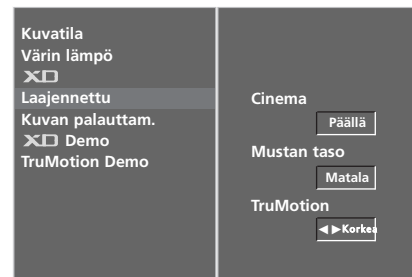 Kuvatila
Värin lämpö
XD
Laajennettu
Kuvan palauttam.
XD Demo
TruMotion Demo
Cinema
Päällä
Mustan taso
Matala
TruMotion
◀ ▶Korkea